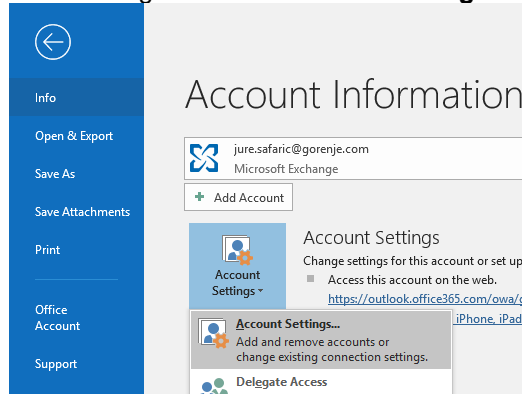 Info
Open & Export
Save As
Save Attachments
Print
Office
Account
Support
Account Information
jure.safaric@gorenje.com
Microsoft Exchange
Add Account
Account
Settings
Account Settings
Change settings for this account or set up
Access this account on the web.
https://outlook.office365.com/owa/g
iPhone, iPad
Account Settings...
Add and remove accounts or
change existing connection settings.
Delegate Access